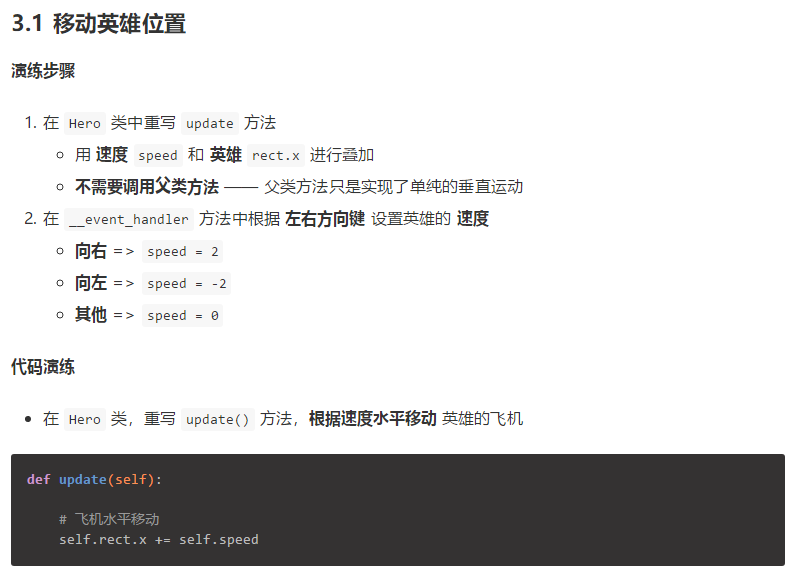 3.1 移动英雄位置
演练步骤
1. 在 Hero 类中重写 update 方法
○ 用 速度 speed 和 英雄 rect.x 进行叠加
○ 不需要调用父类方法 —— 父类方法只是实现了单纯的垂直运动
2. 在 __event_handler 方法中根据 左右方向键 设置英雄的 速度
○ 向右 => speed = 2
○ 向左 => speed = -2
○ 其他 => speed = 0
代码演练
• 在 Hero 类，重写 update() 方法，根据速度水平移动 英雄的飞机
def update(self):
# 飞机水平移动
self.rect.x += self.speed